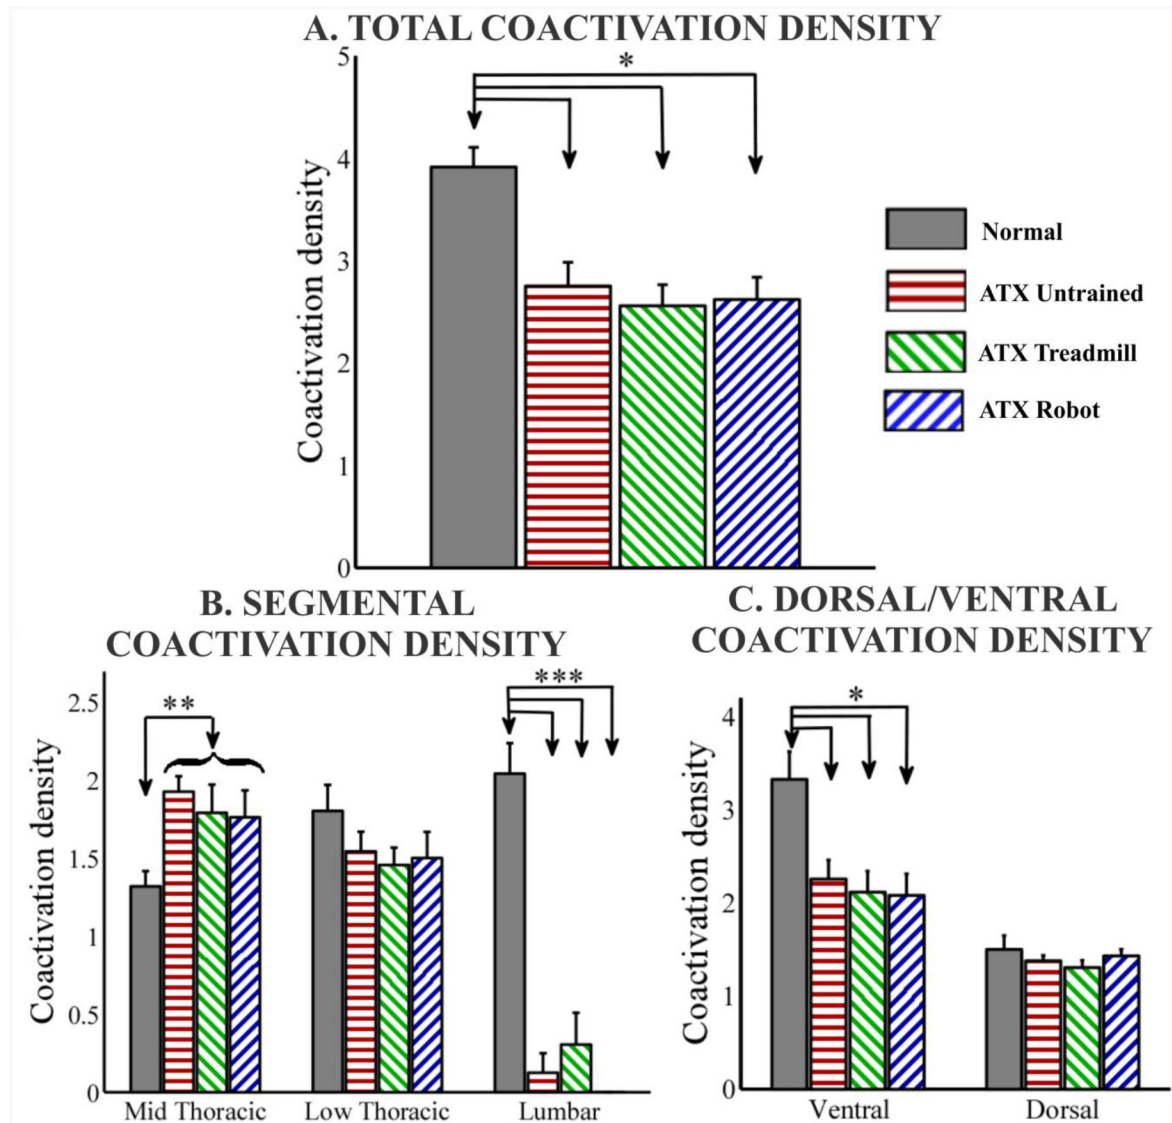 A. TOTAL COACTIVATION DENSITY
5
*
4
3
2
1
0
Coactivation density
Normal
ATX Untrained
ATX Treadmill
ATX Robot
B. SEGMENTAL
COACTIVATION DENSITY
**
***
2.5
2
1.5
1
0.5
0
Coactivation density
Mid Thoracic
Low Thoracic
Lumbar
C. DORSAL/VENTRAL
COACTIVATION DENSITY
*
4
3
2
1
0
Coactivation density
Ventral
Dorsal